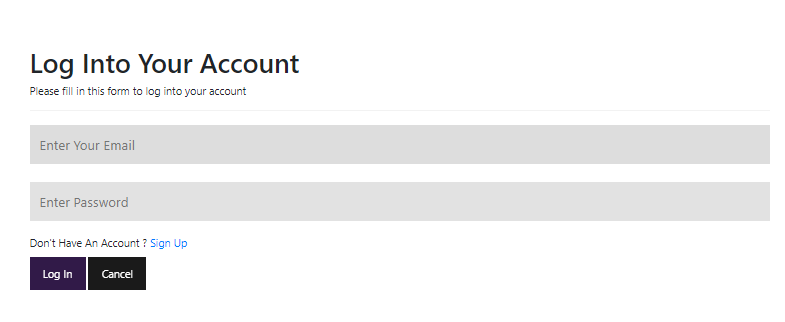 Log Into Your Account
Please fill in this form to log into your account
Enter Your Email
Enter Password
Don't Have An Account ? Sign Up
Log In Cancel